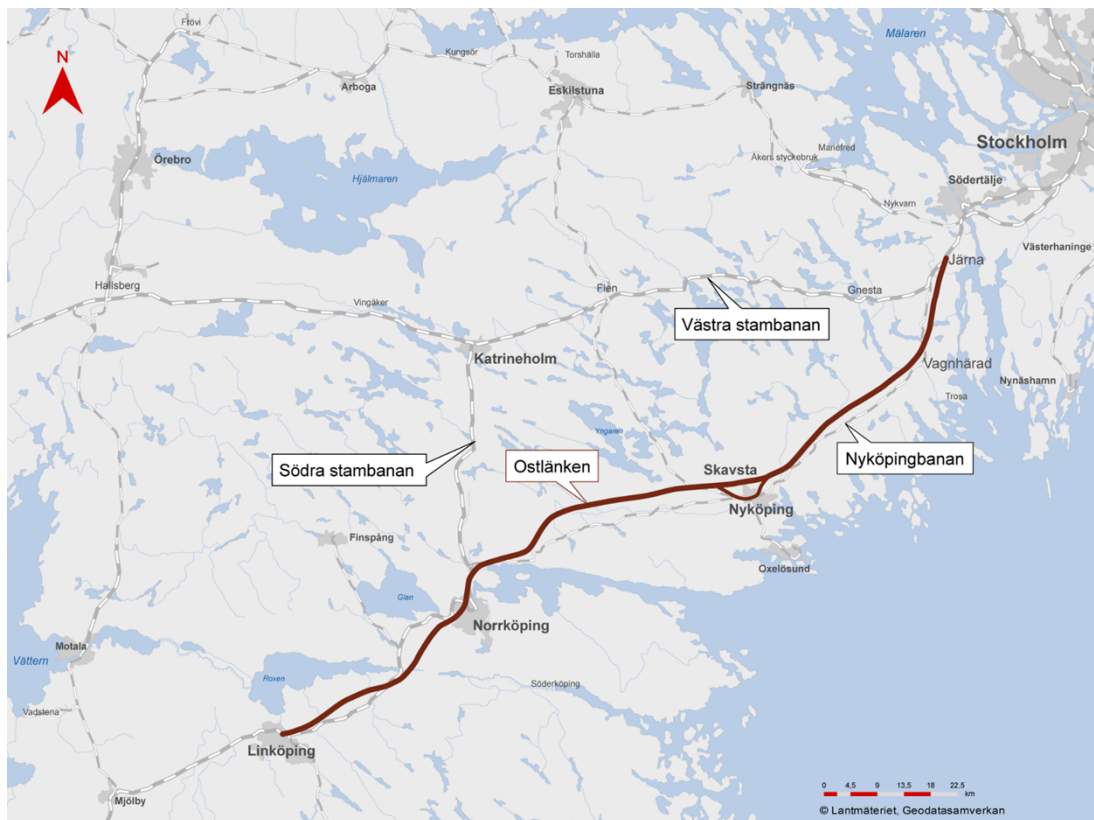 Frövi
Kungsör
Torshälla
Mälaren
N
Arboga
Eskilstuna
Strängnäs
Stockholm
Örebro
Hjälmaren
Åkers styckebruk
Manefred
Södertälje
Nykvarn
Västerhaninge
Järna
Hallsberg
Vingåker
Flen
Gnesta
Västra stambanan
Katrineholm
Vagnhärad
Nynäshamn
Trosa
Yngaren
Södra stambanan
Ostlänken
Skavsta
Nyköpingbanan
Nyköping
Finspång
Oxelösund
Glan
Norrköping
Motala
Vättern
Roxen
Söderköping
Vadstena
Linköping
Mjölby
0 4,5 9 13,5 18 22,5
km
© Lantmäteriet, Geodatasamverkan